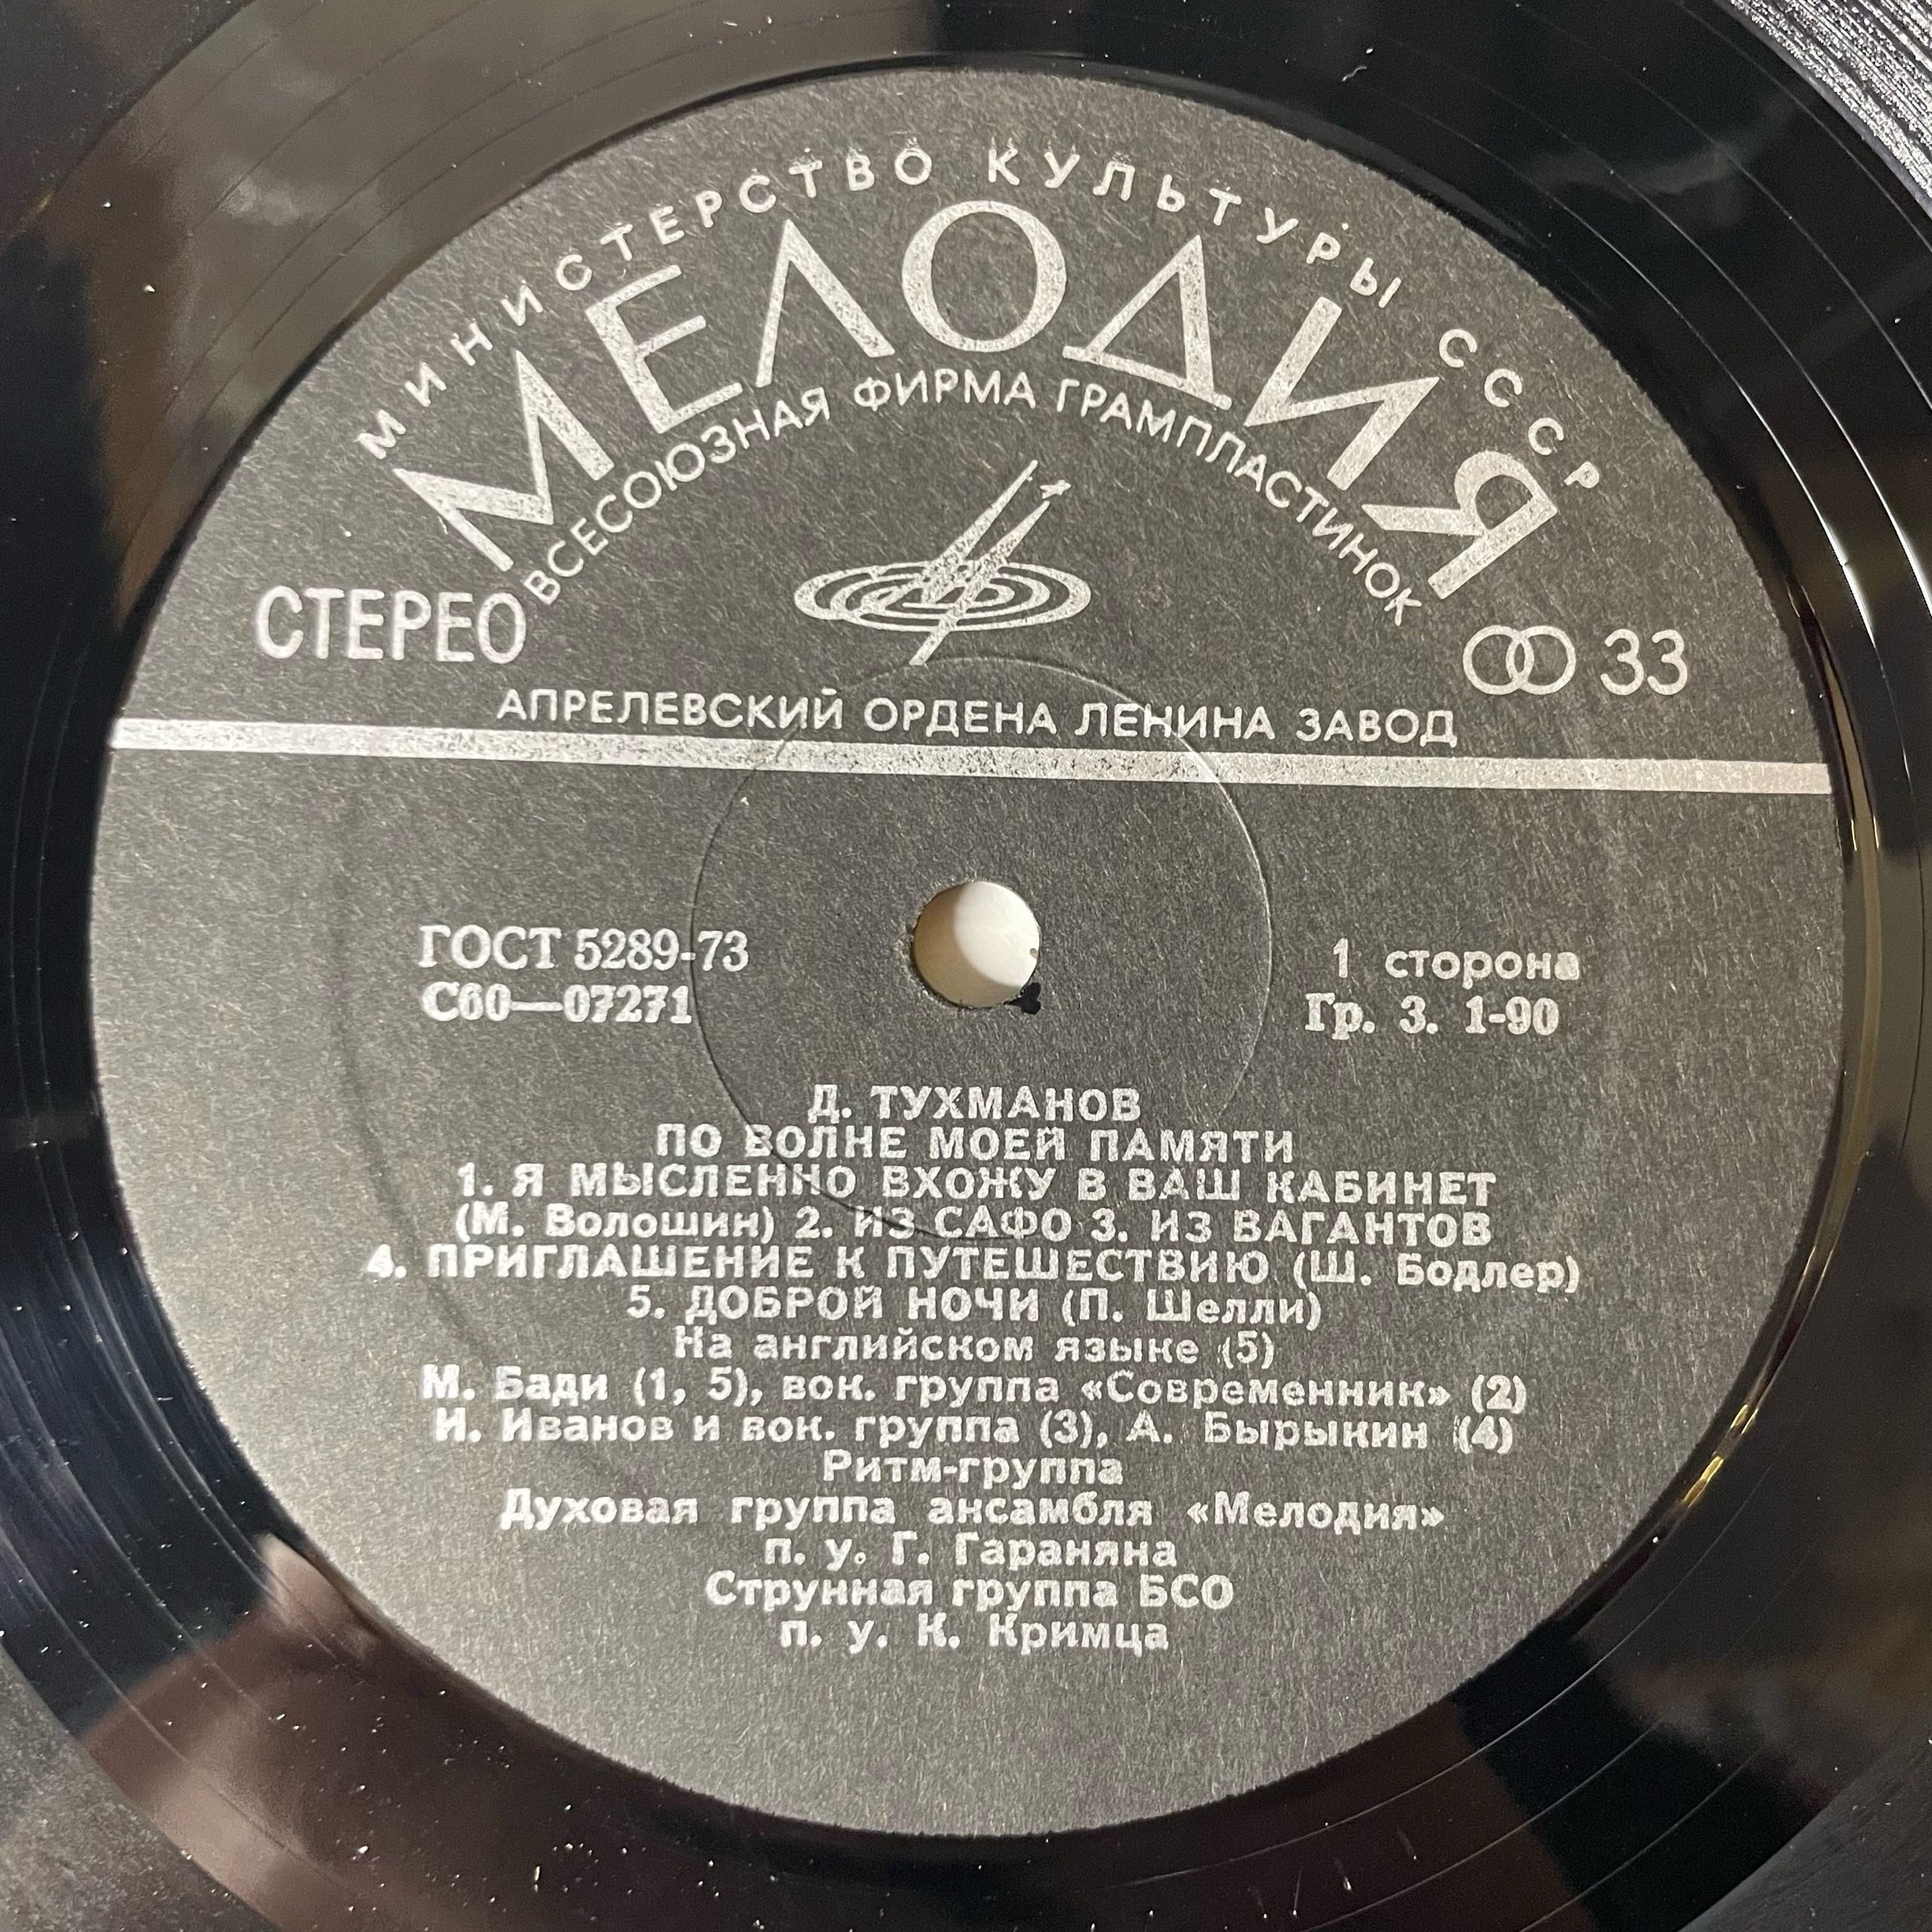 МИНИСТЕРСТВО КУЛЬТУРЫ СССР
МЕЛОДИЯ
ВСЕСОЮЗНАЯ ФИРМА ГРАМПЛАСТИНОК
СТЕРЕО
33
АПРЕЛЕВСКИЙ ОРДЕНА ЛЕНИНА ЗАВОД
ГОСТ 5289-73
1 сторона
С60—07271
Гр. 3. 1-90
Д. ТУХМАНОВ
ПО ВОЛНЕ МОЕЙ ПАМЯТИ
1. Я МЫСЛЕННО ВХОЖУ В ВАШ КАБИНЕТ
(М. Волошин) 2. ИЗ САФО 3. ИЗ ВАГАНТОВ
4. ПРИГЛАШЕНИЕ К ПУТЕШЕСТВИЮ (Ш. Бодлер)
5. ДОБРОЙ НОЧИ (П. Шелли)
На английском языке (5)
М. Бади (1, 5), вок. группа «Современник» (2)
И. Иванов и вок. группа (3), А. Бырыкин (4)
Ритм-группа
Духовая группа ансамбля «Мелодия»
п. у. Г. Гараняна
Струнная группа БСО
п. у. К. Кримца